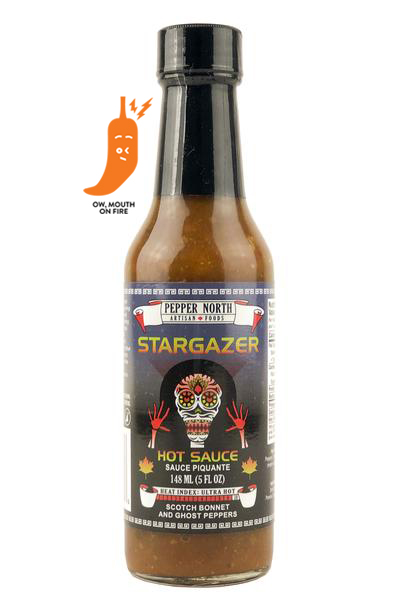 OW, MOUTH
ON FIRE
PEPPER NORTH
ARTISAN FOODS
STARGAZER
HOT SAUCE
SAUCE PIQUANTE
148 ML (5 FL OZ)
HEAT INDEX: ULTRA HOT
SCOTCH BONNET
AND GHOST PEPPERS